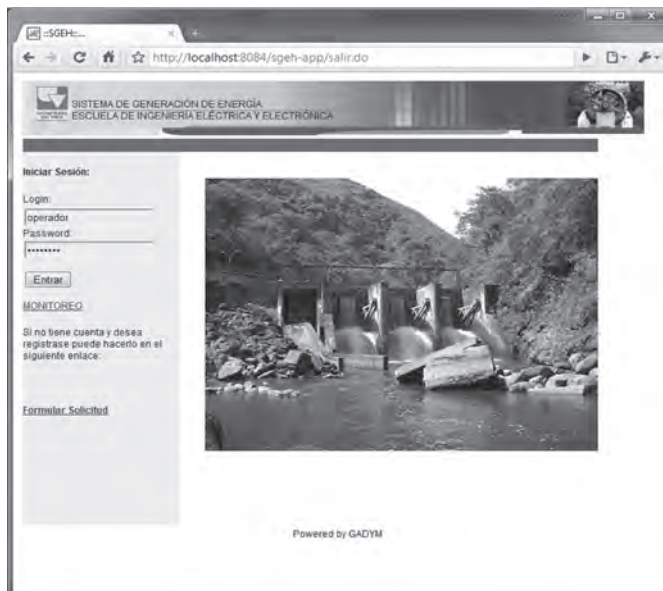 ::SGEH::...
http://localhost:8084/sgeh-app/salir.do
SISTEMA DE GENERACIÓN DE ENERGÍA
ESCUELA DE INGENIERÍA ELÉCTRICA Y ELECTRÓNICA
Iniciar Sesión:
Login:
operador
Password:
••••••••
Entrar
MONITOREO
Si no tiene cuenta y desea
registrase puede hacerlo en el
siguiente enlace:
Formular Solicitud
Powered by GADYM